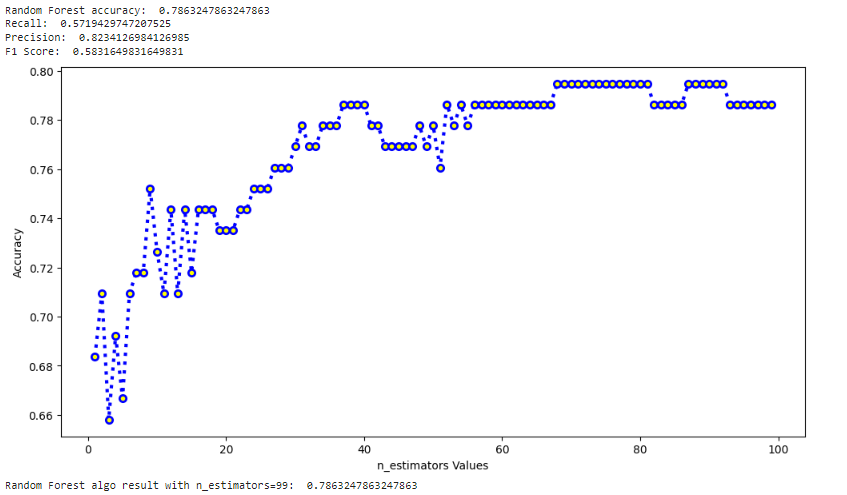 Random Forest accuracy:  0.7863247863247863
Recall:  0.5719429747207525
Precision:  0.8234126984126985
F1 Score:  0.5831649831649831
0.80
0.78
0.76
0.74
0.72
0.70
0.68
0.66
Accuracy
0
20
40
60
80
100
n_estimators Values
Random Forest algo result with n_estimators=99:  0.7863247863247863